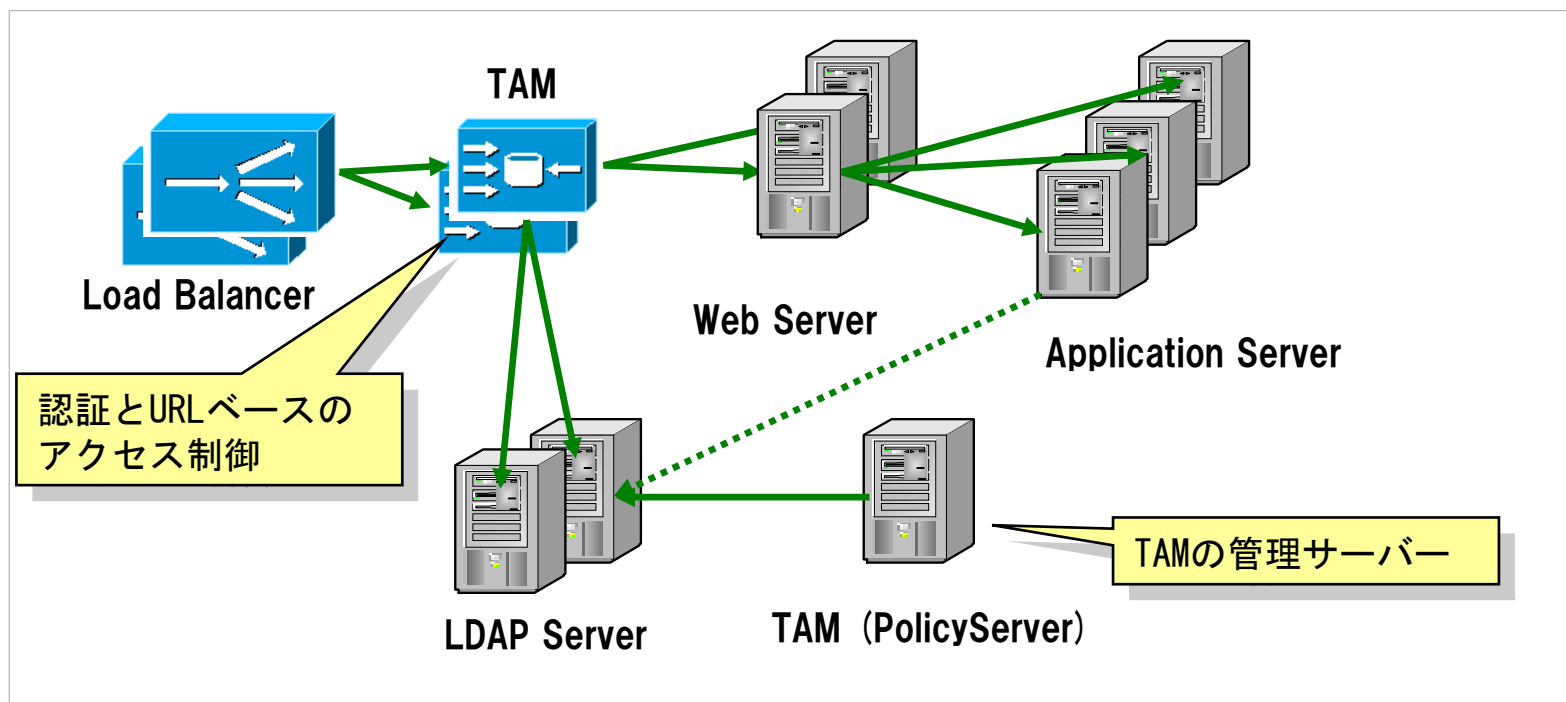 TAM
Load Balancer
Web Server
Application Server
認証とURLベースの
アクセス制御
TAMの管理サーバー
LDAP Server
TAM (PolicyServer)